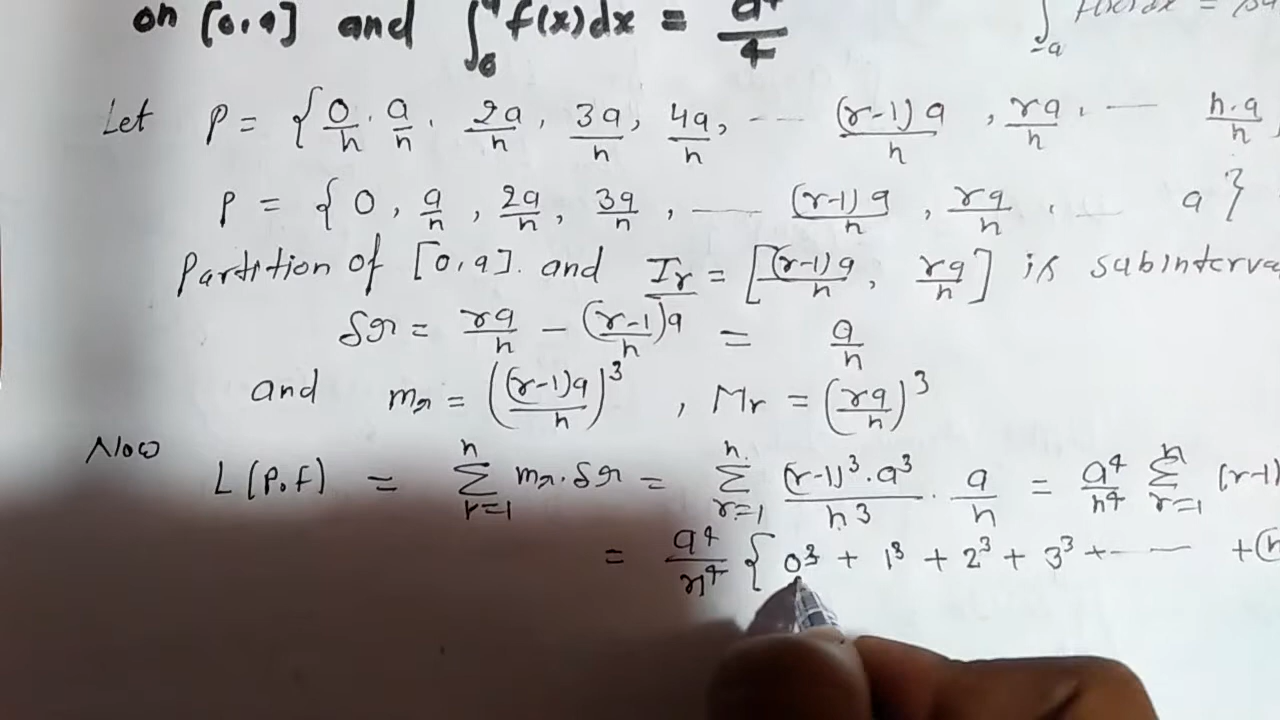 on [0,a] and ∫₀ᵃ f(x)dx = a⁴/4
∫₋ₐ f(x)dx =
Let P = { 0/n, a/n, 2a/n, 3a/n, 4a/n, ---- (r-1)a/n, ra/n, --- n.a/n
P = { 0, a/n, 2a/n, 3a/n, ---- (r-1)a/n, ra/n, --- a }
Partition of [0,a]. and Ir = [(r-1)a/n, ra/n] is subinterva
δr = ra/n - (r-1)a/n = a/n
and mr = ((r-1)a/n)³, Mr = (ra/n)³
Now L(P.f) = Σ_{r=1}^{n} mr.δr = Σ_{r=1}^{n} (r-1)³.a³/n³ . a/n = a⁴/n⁴ Σ_{r=1}^{n} (r-1)
= a⁴/n⁴ { 0³ + 1³ + 2³ + 3³ + ---- + (n